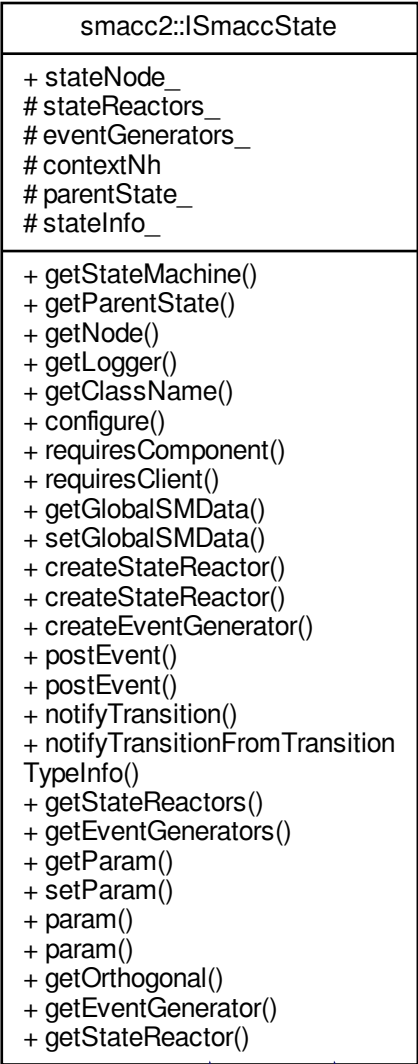 smacc2::ISmaccState
+ stateNode_
# stateReactors_
# eventGenerators_
# contextNh
# parentState_
# stateInfo_
+ getStateMachine()
+ getParentState()
+ getNode()
+ getLogger()
+ getClassName()
+ configure()
+ requiresComponent()
+ requiresClient()
+ getGlobalSMData()
+ setGlobalSMData()
+ createStateReactor()
+ createStateReactor()
+ createEventGenerator()
+ postEvent()
+ postEvent()
+ notifyTransition()
+ notifyTransitionFromTransition
TypeInfo()
+ getStateReactors()
+ getEventGenerators()
+ getParam()
+ setParam()
+ param()
+ param()
+ getOrthogonal()
+ getEventGenerator()
+ getStateReactor()